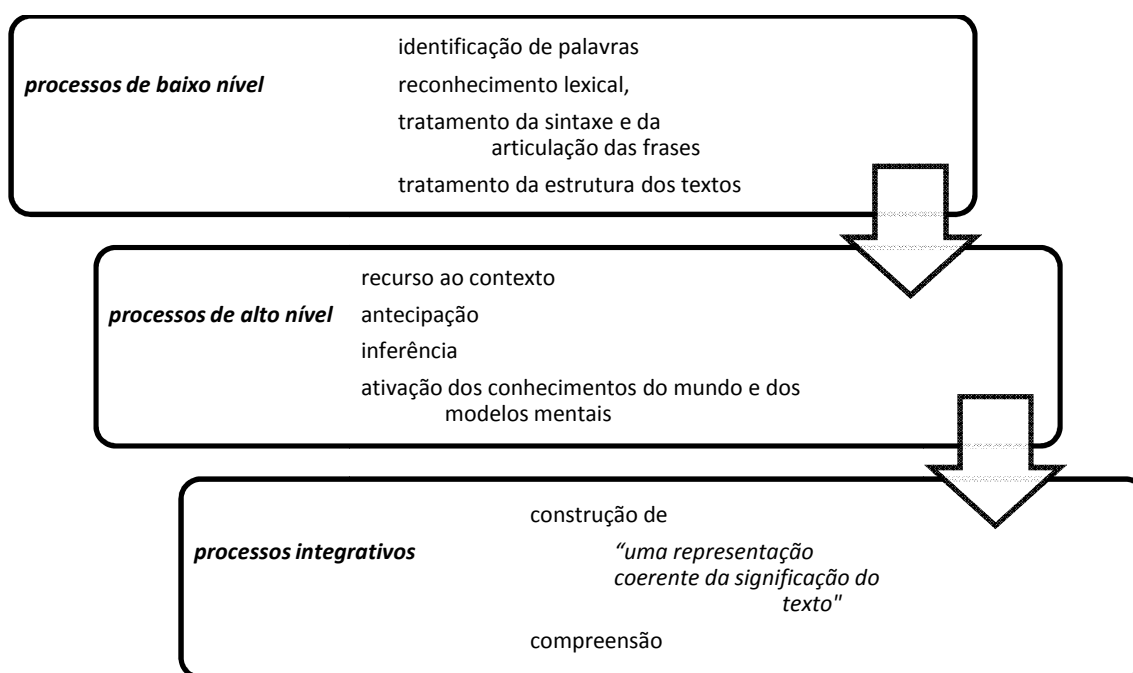 identificação de palavras
processos de baixo nível
reconhecimento lexical,
tratamento da sintaxe e da
articulação das frases
tratamento da estrutura dos textos
recurso ao contexto
processos de alto nível
antecipação
inferência
ativação dos conhecimentos do mundo e dos
modelos mentais
construção de
processos integrativos
“uma representação
coerente da significação do
texto"
compreensão